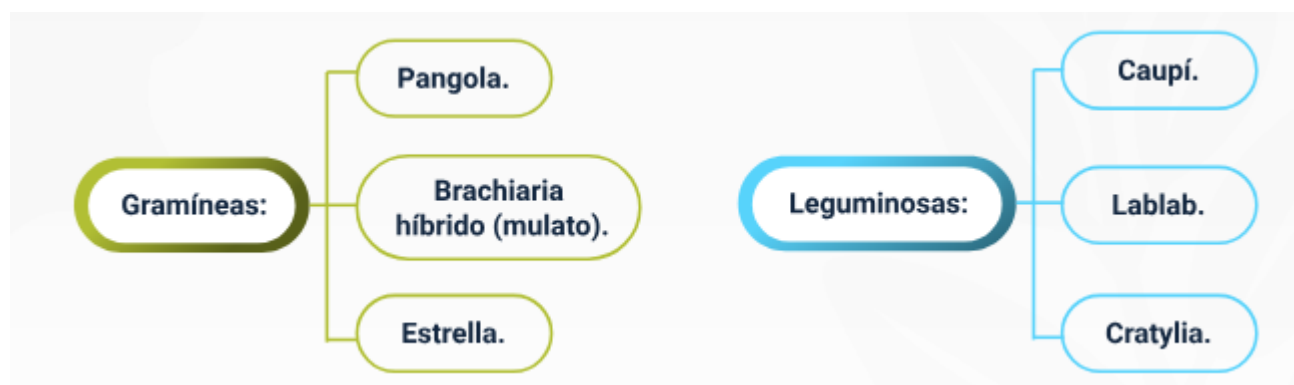 Gramíneas:
Pangola.
Brachiaria
híbrido (mulato).
Estrella.
Leguminosas:
Caupí.
Lablab.
Cratylia.